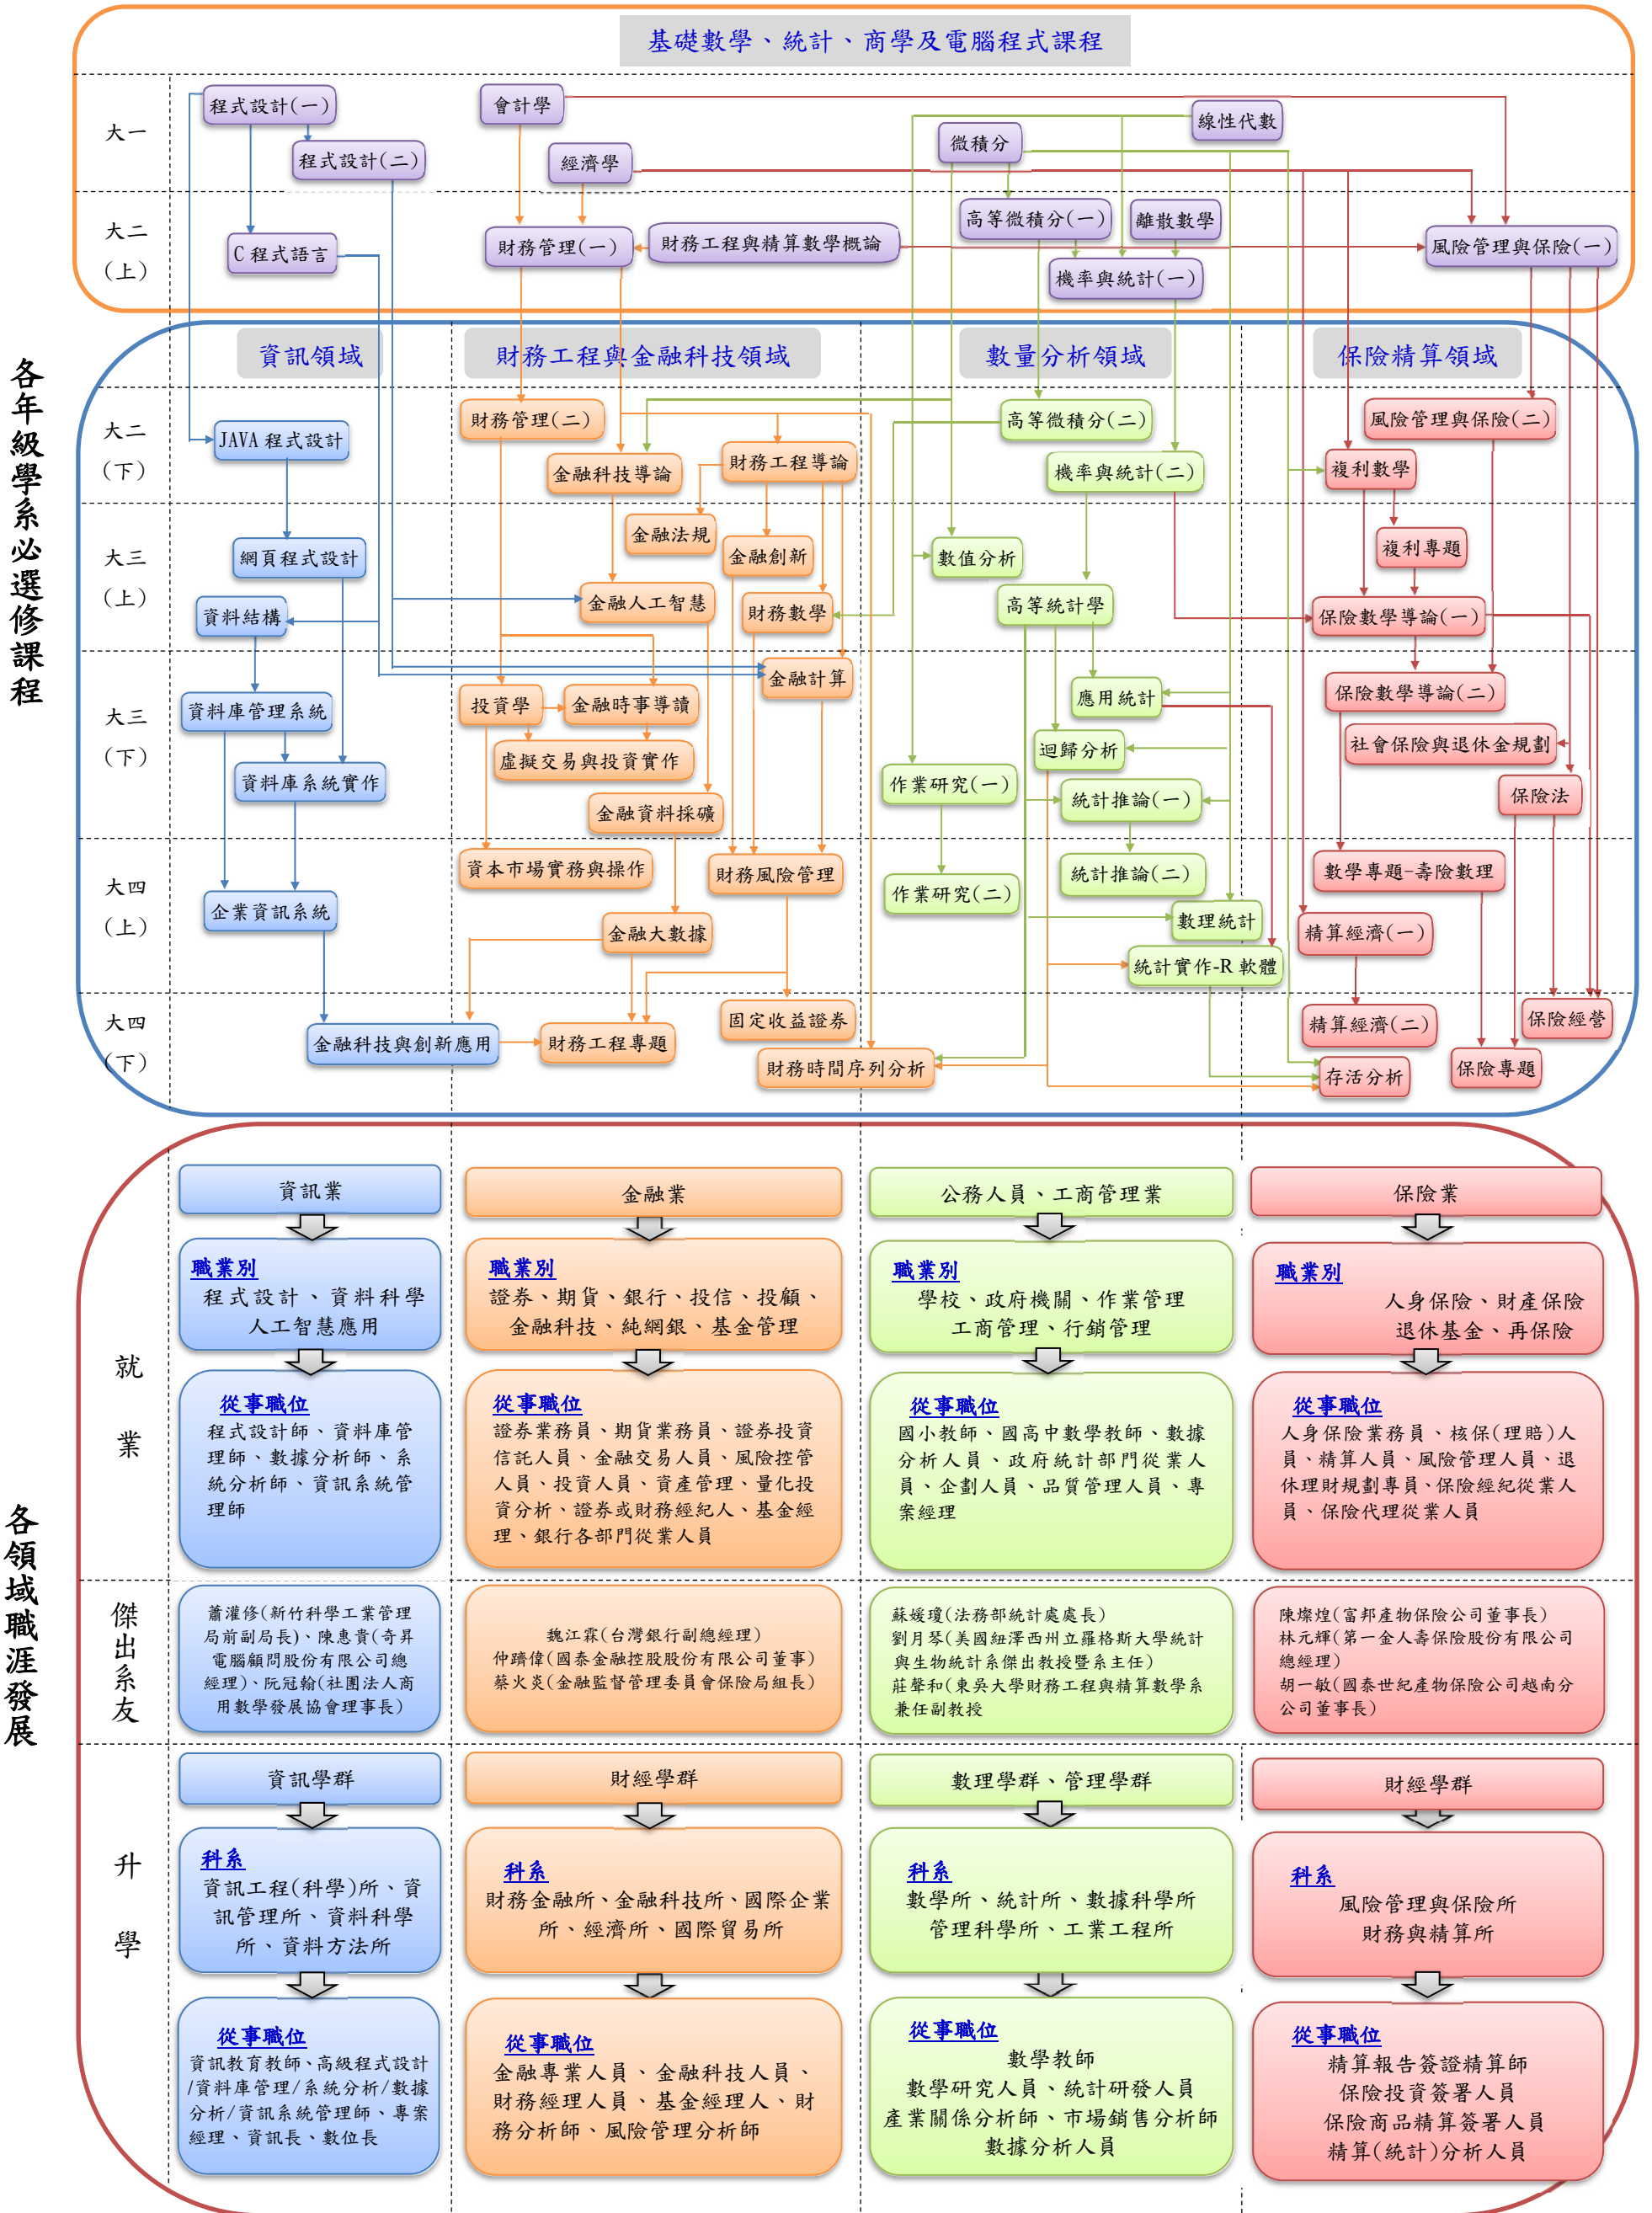 基礎數學、統計、商學及電腦程式課程
各年級學系必選修課程
大一
程式設計(一)
會計學
線性代數
微積分
程式設計(二)
經濟學
大二
(上)
高等微積分(一)
離散數學
C 程式語言
財務管理(一)
財務工程與精算數學概論
風險管理與保險(一)
機率與統計(一)
資訊領域
財務工程與金融科技領域
數量分析領域
保險精算領域
大二
(下)
財務管理(二)
高等微積分(二)
風險管理與保險(二)
JAVA 程式設計
金融科技導論
財務工程導論
機率與統計(二)
複利數學
大三
(上)
金融法規
網頁程式設計
金融創新
數值分析
複利專題
資料結構
金融人工智慧
財務數學
高等統計學
保險數學導論(一)
大三
(下)
金融計算
資料庫管理系統
投資學
金融時事導讀
應用統計
保險數學導論(二)
虛擬交易與投資實作
迴歸分析
社會保險與退休金規劃
資料庫系統實作
作業研究(一)
統計推論(一)
保險法
金融資料採礦
大四
(上)
資本市場實務與操作
財務風險管理
統計推論(二)
數學專題-壽險數理
作業研究(二)
企業資訊系統
金融大數據
數理統計
精算經濟(一)
統計實作-R 軟體
大四
(下)
固定收益證券
精算經濟(二)
保險經營
金融科技與創新應用
財務工程專題
財務時間序列分析
存活分析
保險專題
各領域職涯發展
就
業
資訊業
職業別
程式設計、資料科學
人工智慧應用
從事職位
程式設計師、資料庫管
理師、數據分析師、系
統分析師、資訊系統管
理師
金融業
職業別
證券、期貨、銀行、投信、投顧、
金融科技、純網銀、基金管理
從事職位
證券業務員、期貨業務員、證券投資
信託人員、金融交易人員、風險控管
人員、投資人員、資產管理、量化投
資分析、證券或財務經紀人、基金經
理、銀行各部門從業人員
公務人員、工商管理業
職業別
學校、政府機關、作業管理
工商管理、行銷管理
從事職位
國小教師、國高中數學教師、數據
分析人員、政府統計部門從業人
員、企劃人員、品質管理人員、專
案經理
保險業
職業別
人身保險、財產保險
退休基金、再保險
從事職位
人身保險業務員、核保(理賠)人
員、精算人員、風險管理人員、退
休理財規劃專員、保險經紀從業人
員、保險代理從業人員
傑出系友
蕭灌修(新竹科學工業管理
局前副局長)、陳惠貴(奇昇
電腦顧問股份有限公司總
經理)、阮冠翰(社團法人商
用數學發展協會理事長)
魏江霖(台灣銀行副總經理)
仲躋偉(國泰金融控股股份有限公司董事)
蔡火炎(金融監督管理委員會保險局組長)
蘇媛瓊(法務部統計處處長)
劉月琴(美國紐澤西州立羅格斯大學統計
與生物統計系傑出教授暨系主任)
莊聲和(東吳大學財務工程與精算數學系
兼任副教授
陳燦煌(富邦產物保險公司董事長)
林元輝(第一金人壽保險股份有限公司
總經理)
胡一敏(國泰世紀產物保險公司越南分
公司董事長)
升
學
資訊學群
科系
資訊工程(科學)所、資
訊管理所、資料科學
所、資料方法所
從事職位
資訊教育教師、高級程式設計
/資料庫管理/系統分析/數據
分析/資訊系統管理師、專案
經理、資訊長、數位長
財經學群
科系
財務金融所、金融科技所、國際企業
所、經濟所、國際貿易所
從事職位
金融專業人員、金融科技人員、
財務經理人員、基金經理人、財
務分析師、風險管理分析師
數理學群、管理學群
科系
數學所、統計所、數據科學所
管理科學所、工業工程所
從事職位
數學教師
數學研究人員、統計研發人員
產業關係分析師、市場銷售分析師
數據分析人員
財經學群
科系
風險管理與保險所
財務與精算所
從事職位
精算報告簽證精算師
保險投資簽署人員
保險商品精算簽署人員
精算(統計)分析人員